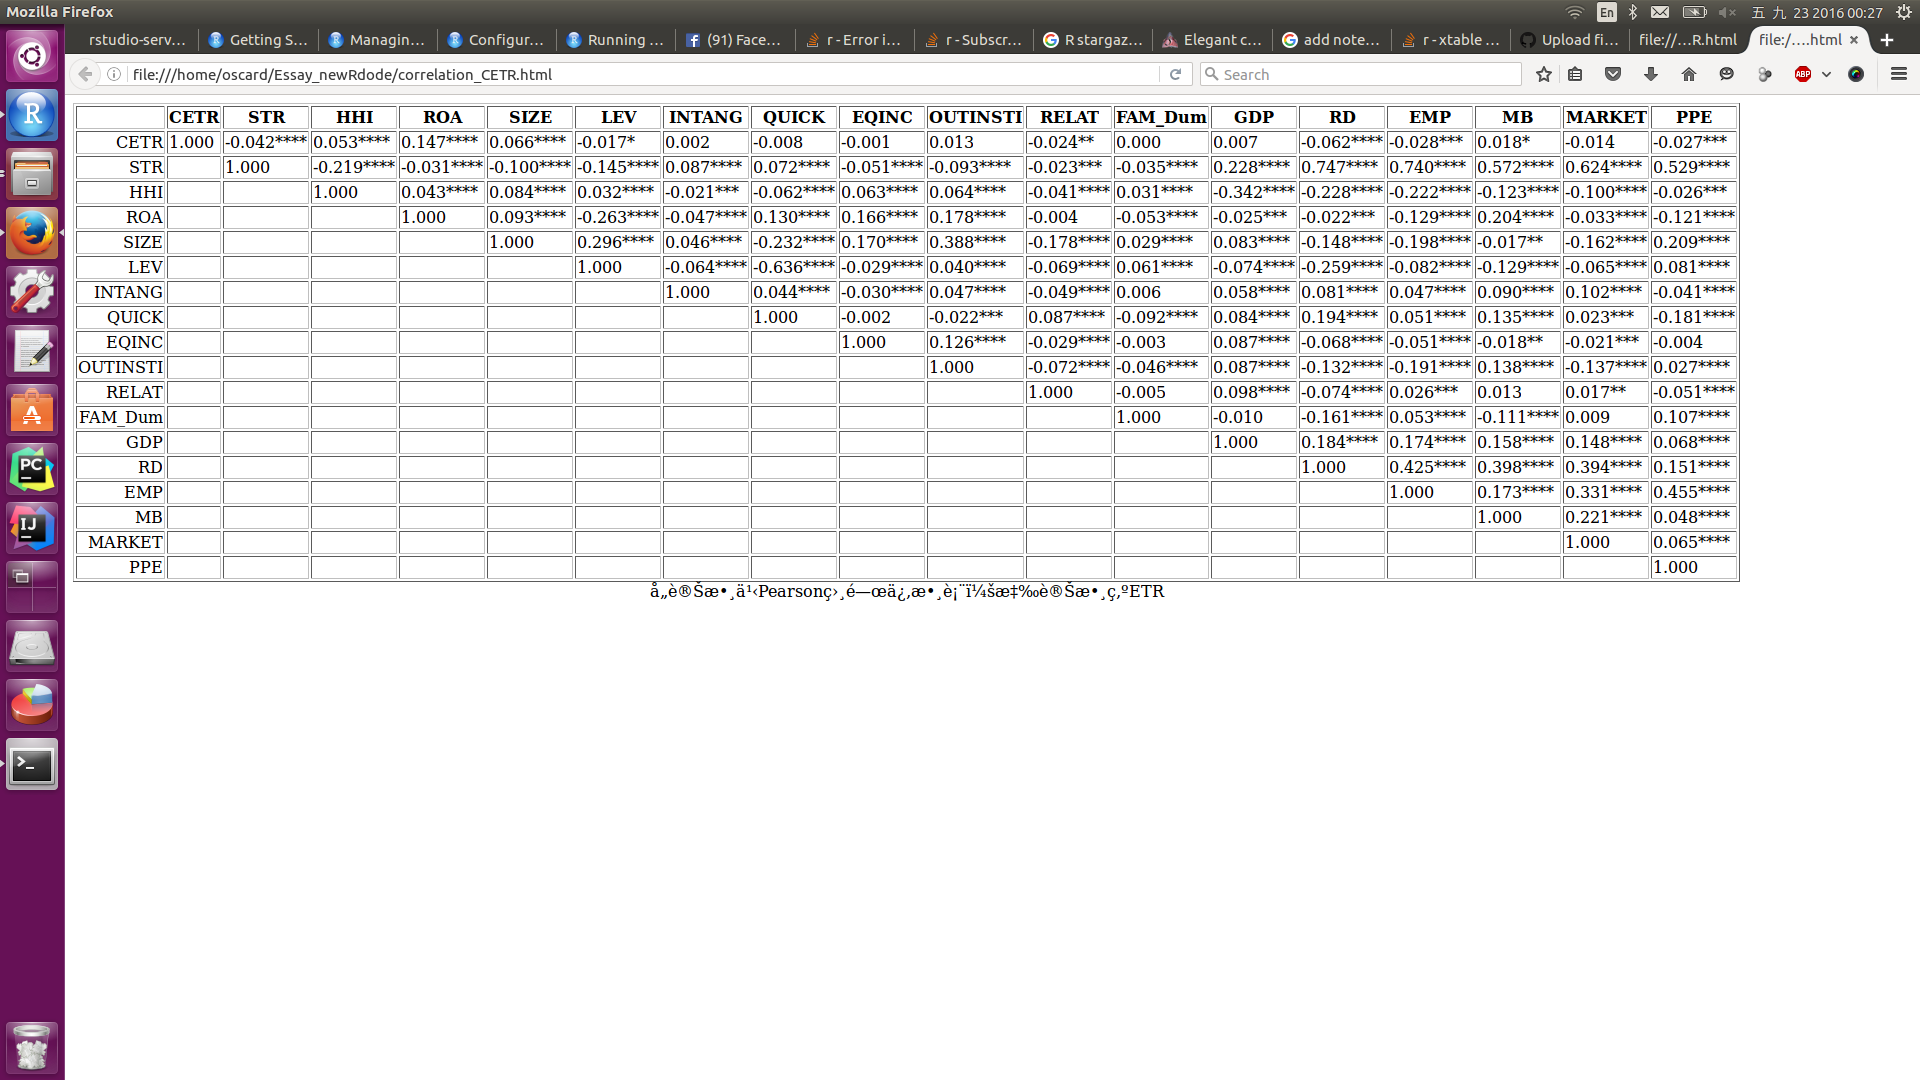 Mozilla Firefox
En
五 九 23 2016 00:27
rstudio-serv...
Getting S...
Managin...
Configur...
Running ...
(91) Face...
r - Error i...
r - Subscr...
R stargaz...
Elegant c...
add note...
r - xtable ...
Upload fi...
file://...R.html
file:/....html
file:///home/oscard/Essay_newRdode/correlation_CETR.html
Search
ABP
CETR STR HHI ROA SIZE LEV INTANG QUICK EQINC OUTINSTI RELAT FAM_Dum GDP RD EMP MB MARKET PPE
CETR 1.000 -0.042**** 0.053**** 0.147**** 0.066**** -0.017* 0.002 -0.008 -0.001 0.013 -0.024** 0.000 0.007 -0.062**** -0.028*** 0.018* -0.014 -0.027***
STR 1.000 -0.219**** -0.031**** -0.100**** -0.145**** 0.087**** 0.072**** -0.051**** -0.093**** -0.023*** -0.035**** 0.228**** 0.747**** 0.740**** 0.572**** 0.624**** 0.529****
HHI 1.000 0.043**** 0.084**** 0.032**** -0.021*** -0.062**** 0.063**** 0.064**** -0.041**** 0.031**** -0.342**** -0.228**** -0.222**** -0.123**** -0.100**** -0.026***
ROA 1.000 0.093**** -0.263**** -0.047**** 0.130**** 0.166**** 0.178**** -0.004 -0.053**** -0.025*** -0.022*** -0.129**** 0.204**** -0.033**** -0.121****
SIZE 1.000 0.296**** 0.046**** -0.232**** 0.170**** 0.388**** -0.178**** 0.029**** 0.083**** -0.148**** -0.198**** -0.017** -0.162**** 0.209****
LEV 1.000 -0.064**** -0.636**** -0.029**** 0.040**** -0.069**** 0.061**** -0.074**** -0.259**** -0.082**** -0.129**** -0.065**** 0.081****
INTANG 1.000 0.044**** -0.030**** 0.047**** -0.049**** 0.006 0.058**** 0.081**** 0.047**** 0.090**** 0.102**** -0.041****
QUICK 1.000 -0.002 -0.022*** 0.087**** -0.092**** 0.084**** 0.194**** 0.051**** 0.135**** 0.023*** -0.181****
EQINC 1.000 0.126**** -0.029**** -0.003 0.087**** -0.068**** -0.051**** -0.018** -0.021*** -0.004
OUTINSTI 1.000 -0.072**** -0.046**** 0.087**** -0.132**** -0.191**** 0.138**** -0.137**** 0.027****
RELAT 1.000 -0.005 0.098**** -0.074**** 0.026*** 0.013 0.017** -0.051****
FAM_Dum 1.000 -0.010 -0.161**** 0.053**** -0.111**** 0.009 0.107****
GDP 1.000 0.184**** 0.174**** 0.158**** 0.148**** 0.068****
RD 1.000 0.425**** 0.398**** 0.394**** 0.151****
EMP 1.000 0.173**** 0.331**** 0.455****
MB 1.000 0.221**** 0.048****
MARKET 1.000 0.065****
PPE 1.000
å„è®Šæ•¸ä¹‹Pearsonç›¸é—œä¿‚æ•¸è¡¨ï¼šæ‡‰è®Šæ•¸ç‚ºETR